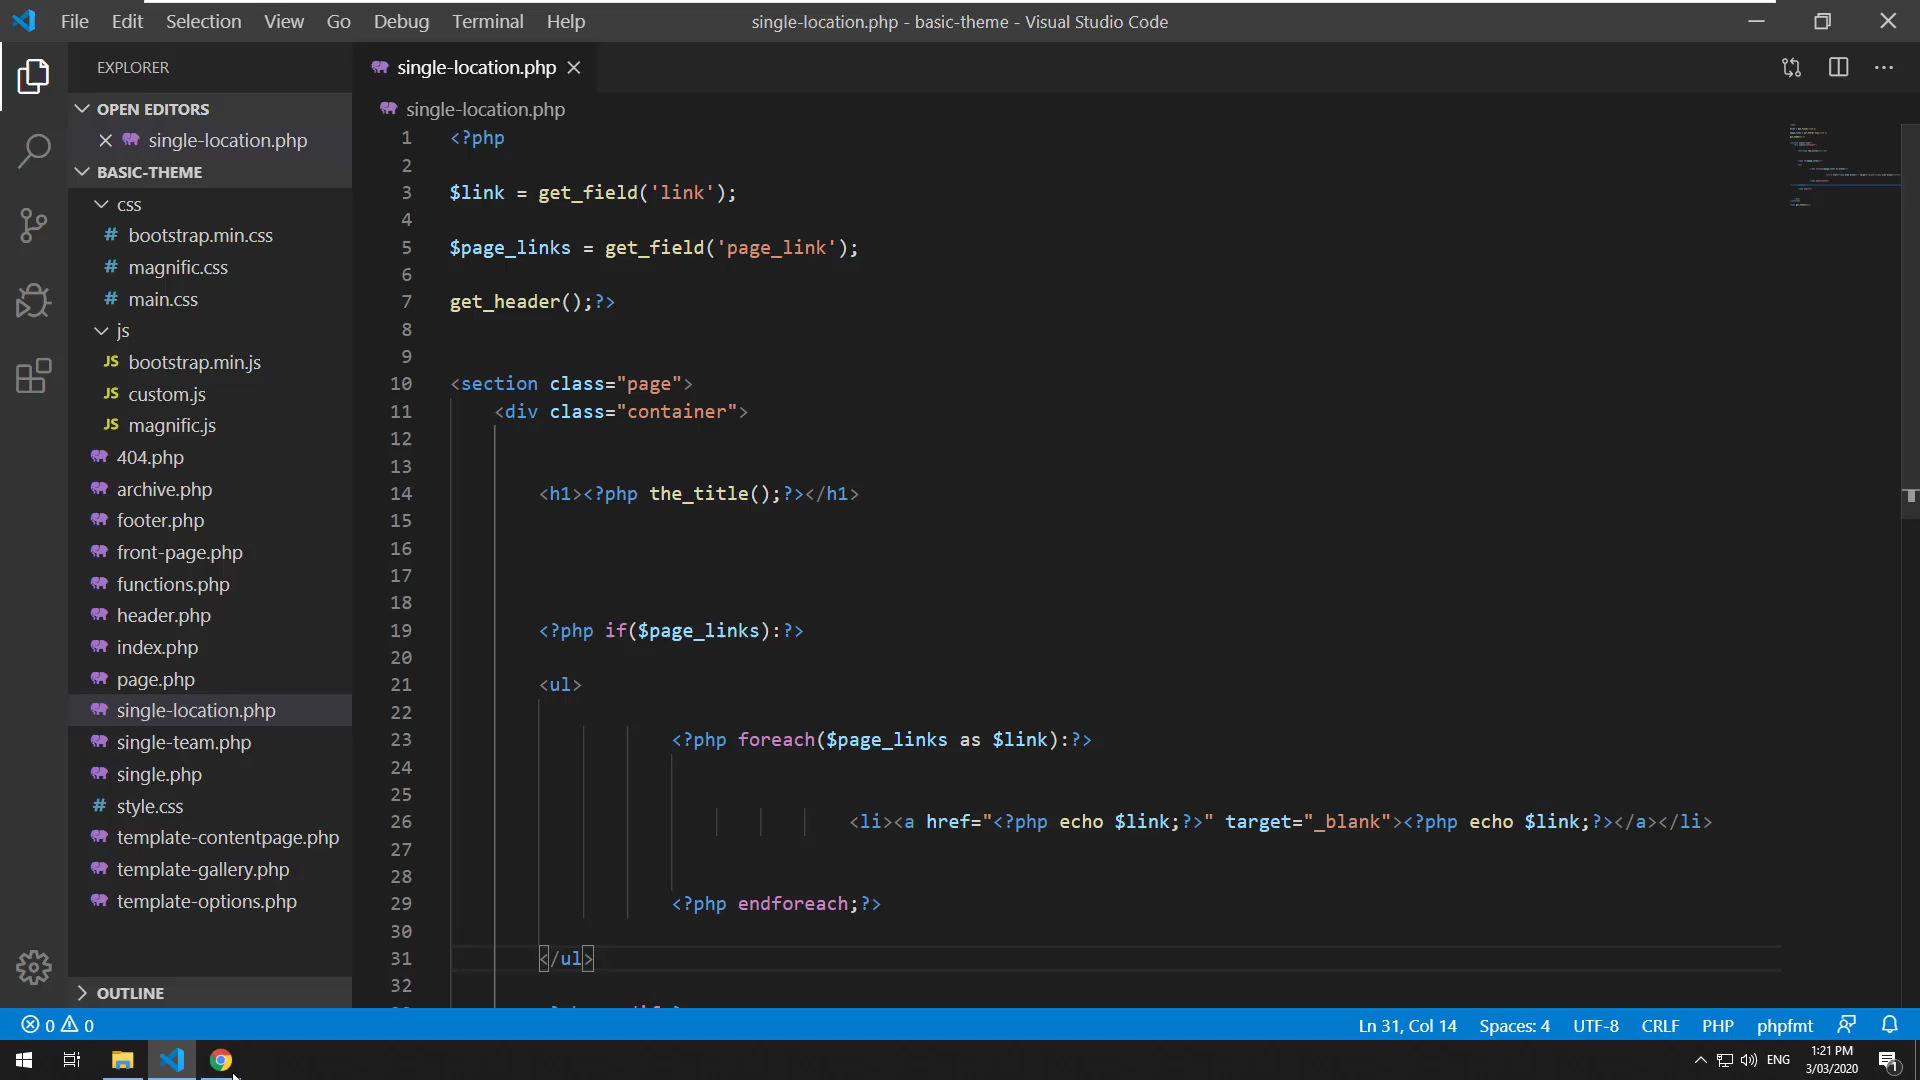 File Edit Selection View Go Debug Terminal Help
single-location.php - basic-theme - Visual Studio Code
EXPLORER
OPEN EDITORS
single-location.php
BASIC-THEME
css
# bootstrap.min.css
# magnific.css
# main.css
js
JS bootstrap.min.js
JS custom.js
JS magnific.js
404.php
archive.php
footer.php
front-page.php
functions.php
header.php
index.php
page.php
single-location.php
single-team.php
single.php
# style.css
template-contentpage.php
template-gallery.php
template-options.php
OUTLINE
single-location.php
single-location.php
1 <?php
2
3 $link = get_field('link');
4
5 $page_links = get_field('page_link');
6
7 get_header();?>
8
9
10 <section class="page">
11 <div class="container">
12
13
14 <h1><?php the_title();?></h1>
15
16
17
18
19 <?php if($page_links):?>
20
21 <ul>
22
23 <?php foreach($page_links as $link):?>
24
25
26 <li><a href="<?php echo $link;?>" target="_blank"><?php echo $link;?></a></li>
27
28
29 <?php endforeach;?>
30
31 </ul>
32
0 0
Ln 31, Col 14 Spaces: 4 UTF-8 CRLF PHP phpfmt
ENG
1:21 PM
3/03/2020
1